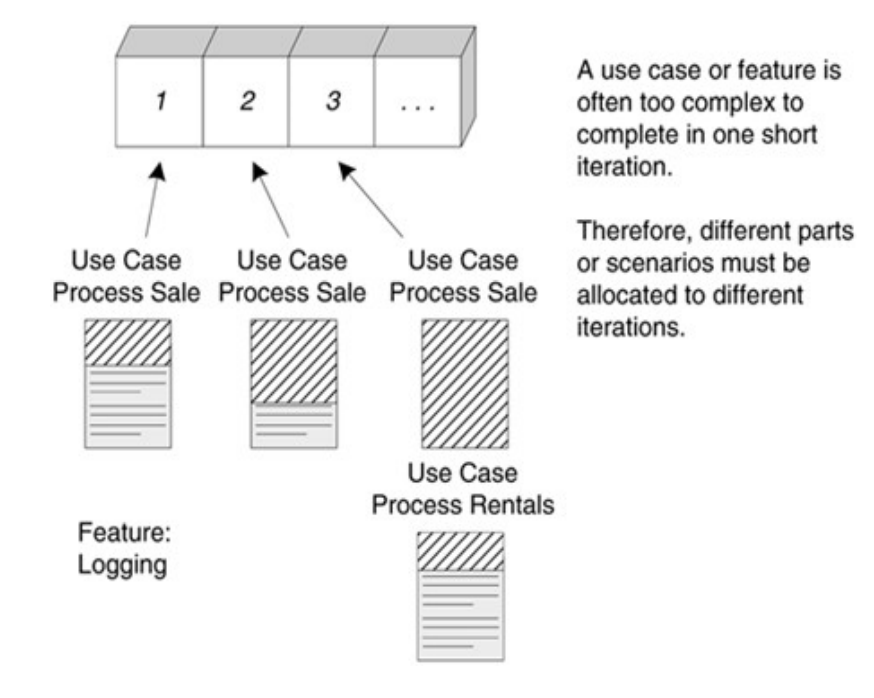 1
2
3
. . .
A use case or feature is
often too complex to
complete in one short
iteration.
Therefore, different parts
or scenarios must be
allocated to different
iterations.
Use Case
Process Sale
Use Case
Process Sale
Use Case
Process Sale
Use Case
Process Rentals
Feature:
Logging